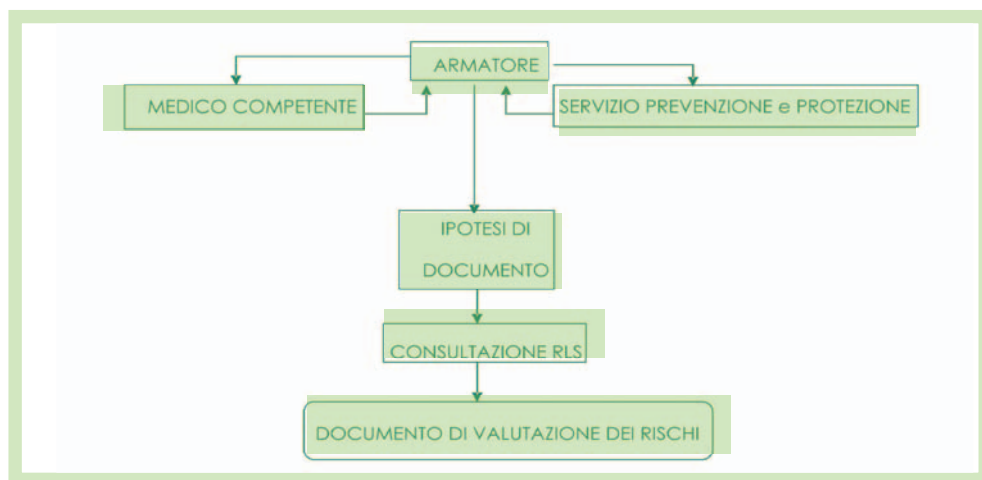 ARMATORE
MEDICO COMPETENTE
SERVIZIO PREVENZIONE e PROTEZIONE
IPOTESI DI
DOCUMENTO
CONSULTAZIONE RLS
DOCUMENTO DI VALUTAZIONE DEI RISCHI